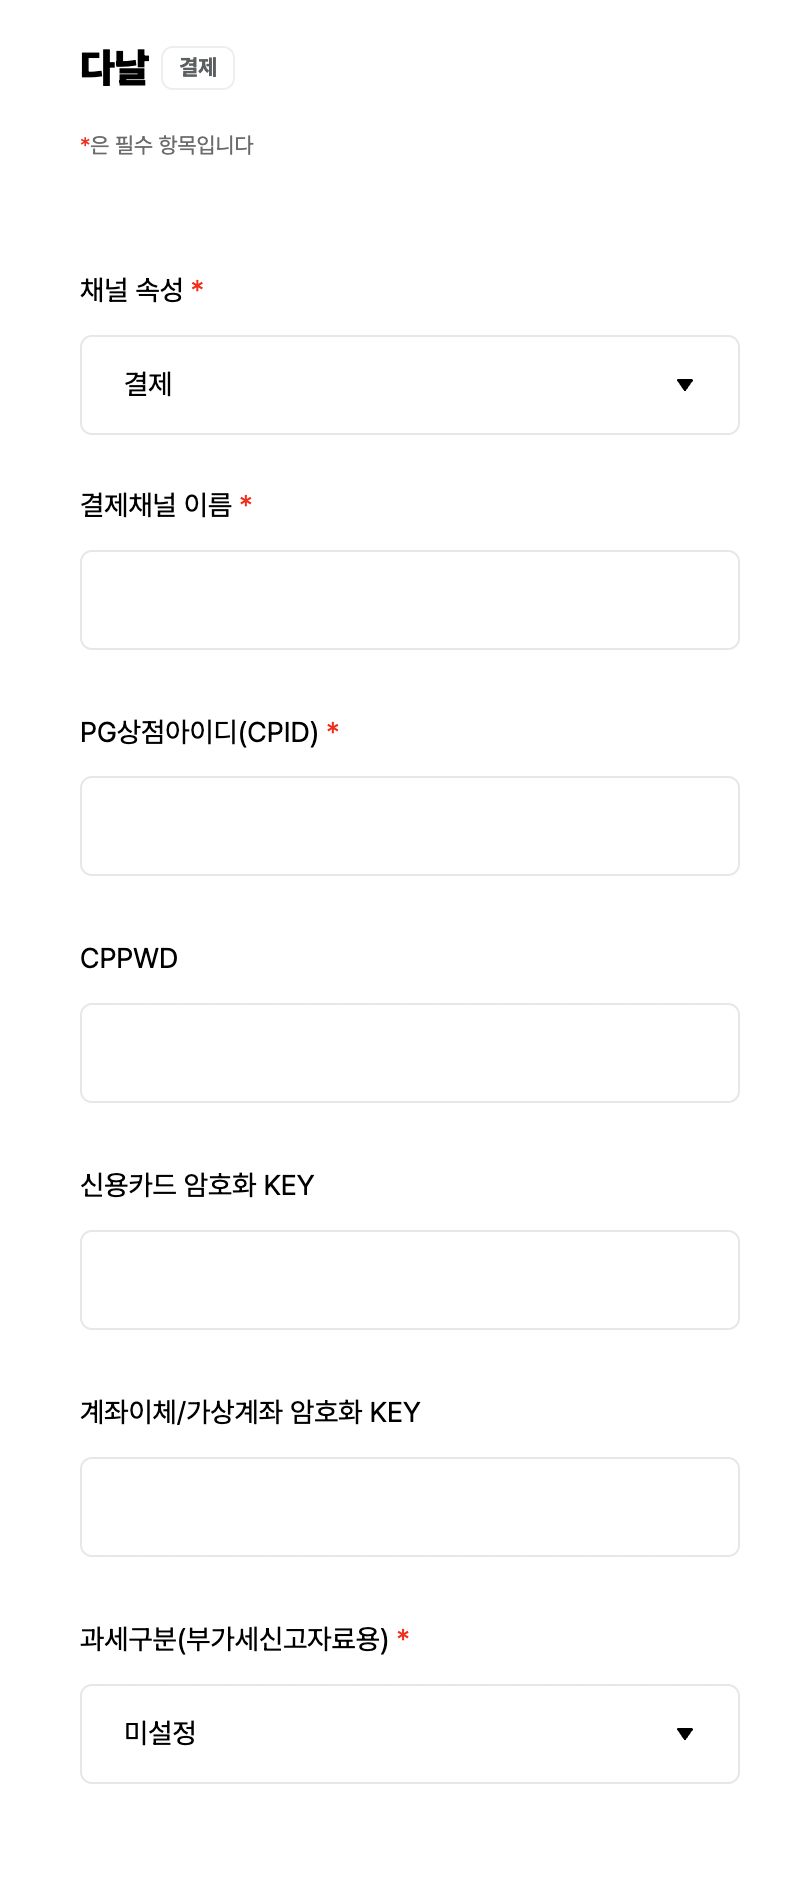 다날 결제
*은 필수 항목입니다
채널 속성 *
결제
결제채널 이름 *
PG상점아이디(CPID) *
CPPWD
신용카드 암호화 KEY
계좌이체/가상계좌 암호화 KEY
과세구분(부가세신고자료용) *
미설정